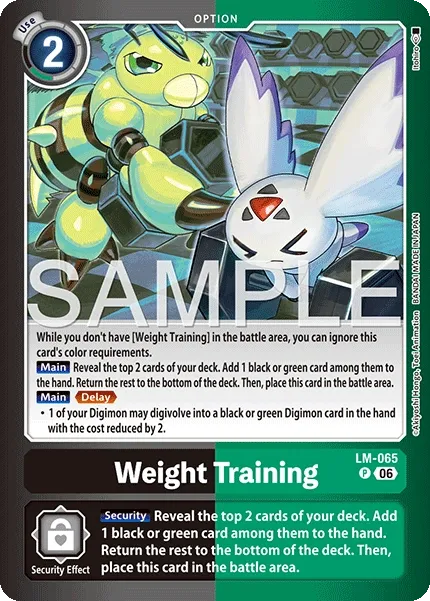 OPTION
Use
2
Itohiro
©Akiyoshi Hongo, Toei Animation BANDAI MADE IN JAPAN
SAMPLE
While you don't have [Weight Training] in the battle area, you can ignore this
card's color requirements.
Main Reveal the top 2 cards of your deck. Add 1 black or green card among them to
the hand. Return the rest to the bottom of the deck. Then, place this card in the battle area.
Main Delay
• 1 of your Digimon may digivolve into a black or green Digimon card in the hand
with the cost reduced by 2.
Weight Training
LM-065
P 06
Security Reveal the top 2 cards of your deck. Add
1 black or green card among them to the hand.
Return the rest to the bottom of the deck. Then,
place this card in the battle area.
Security Effect